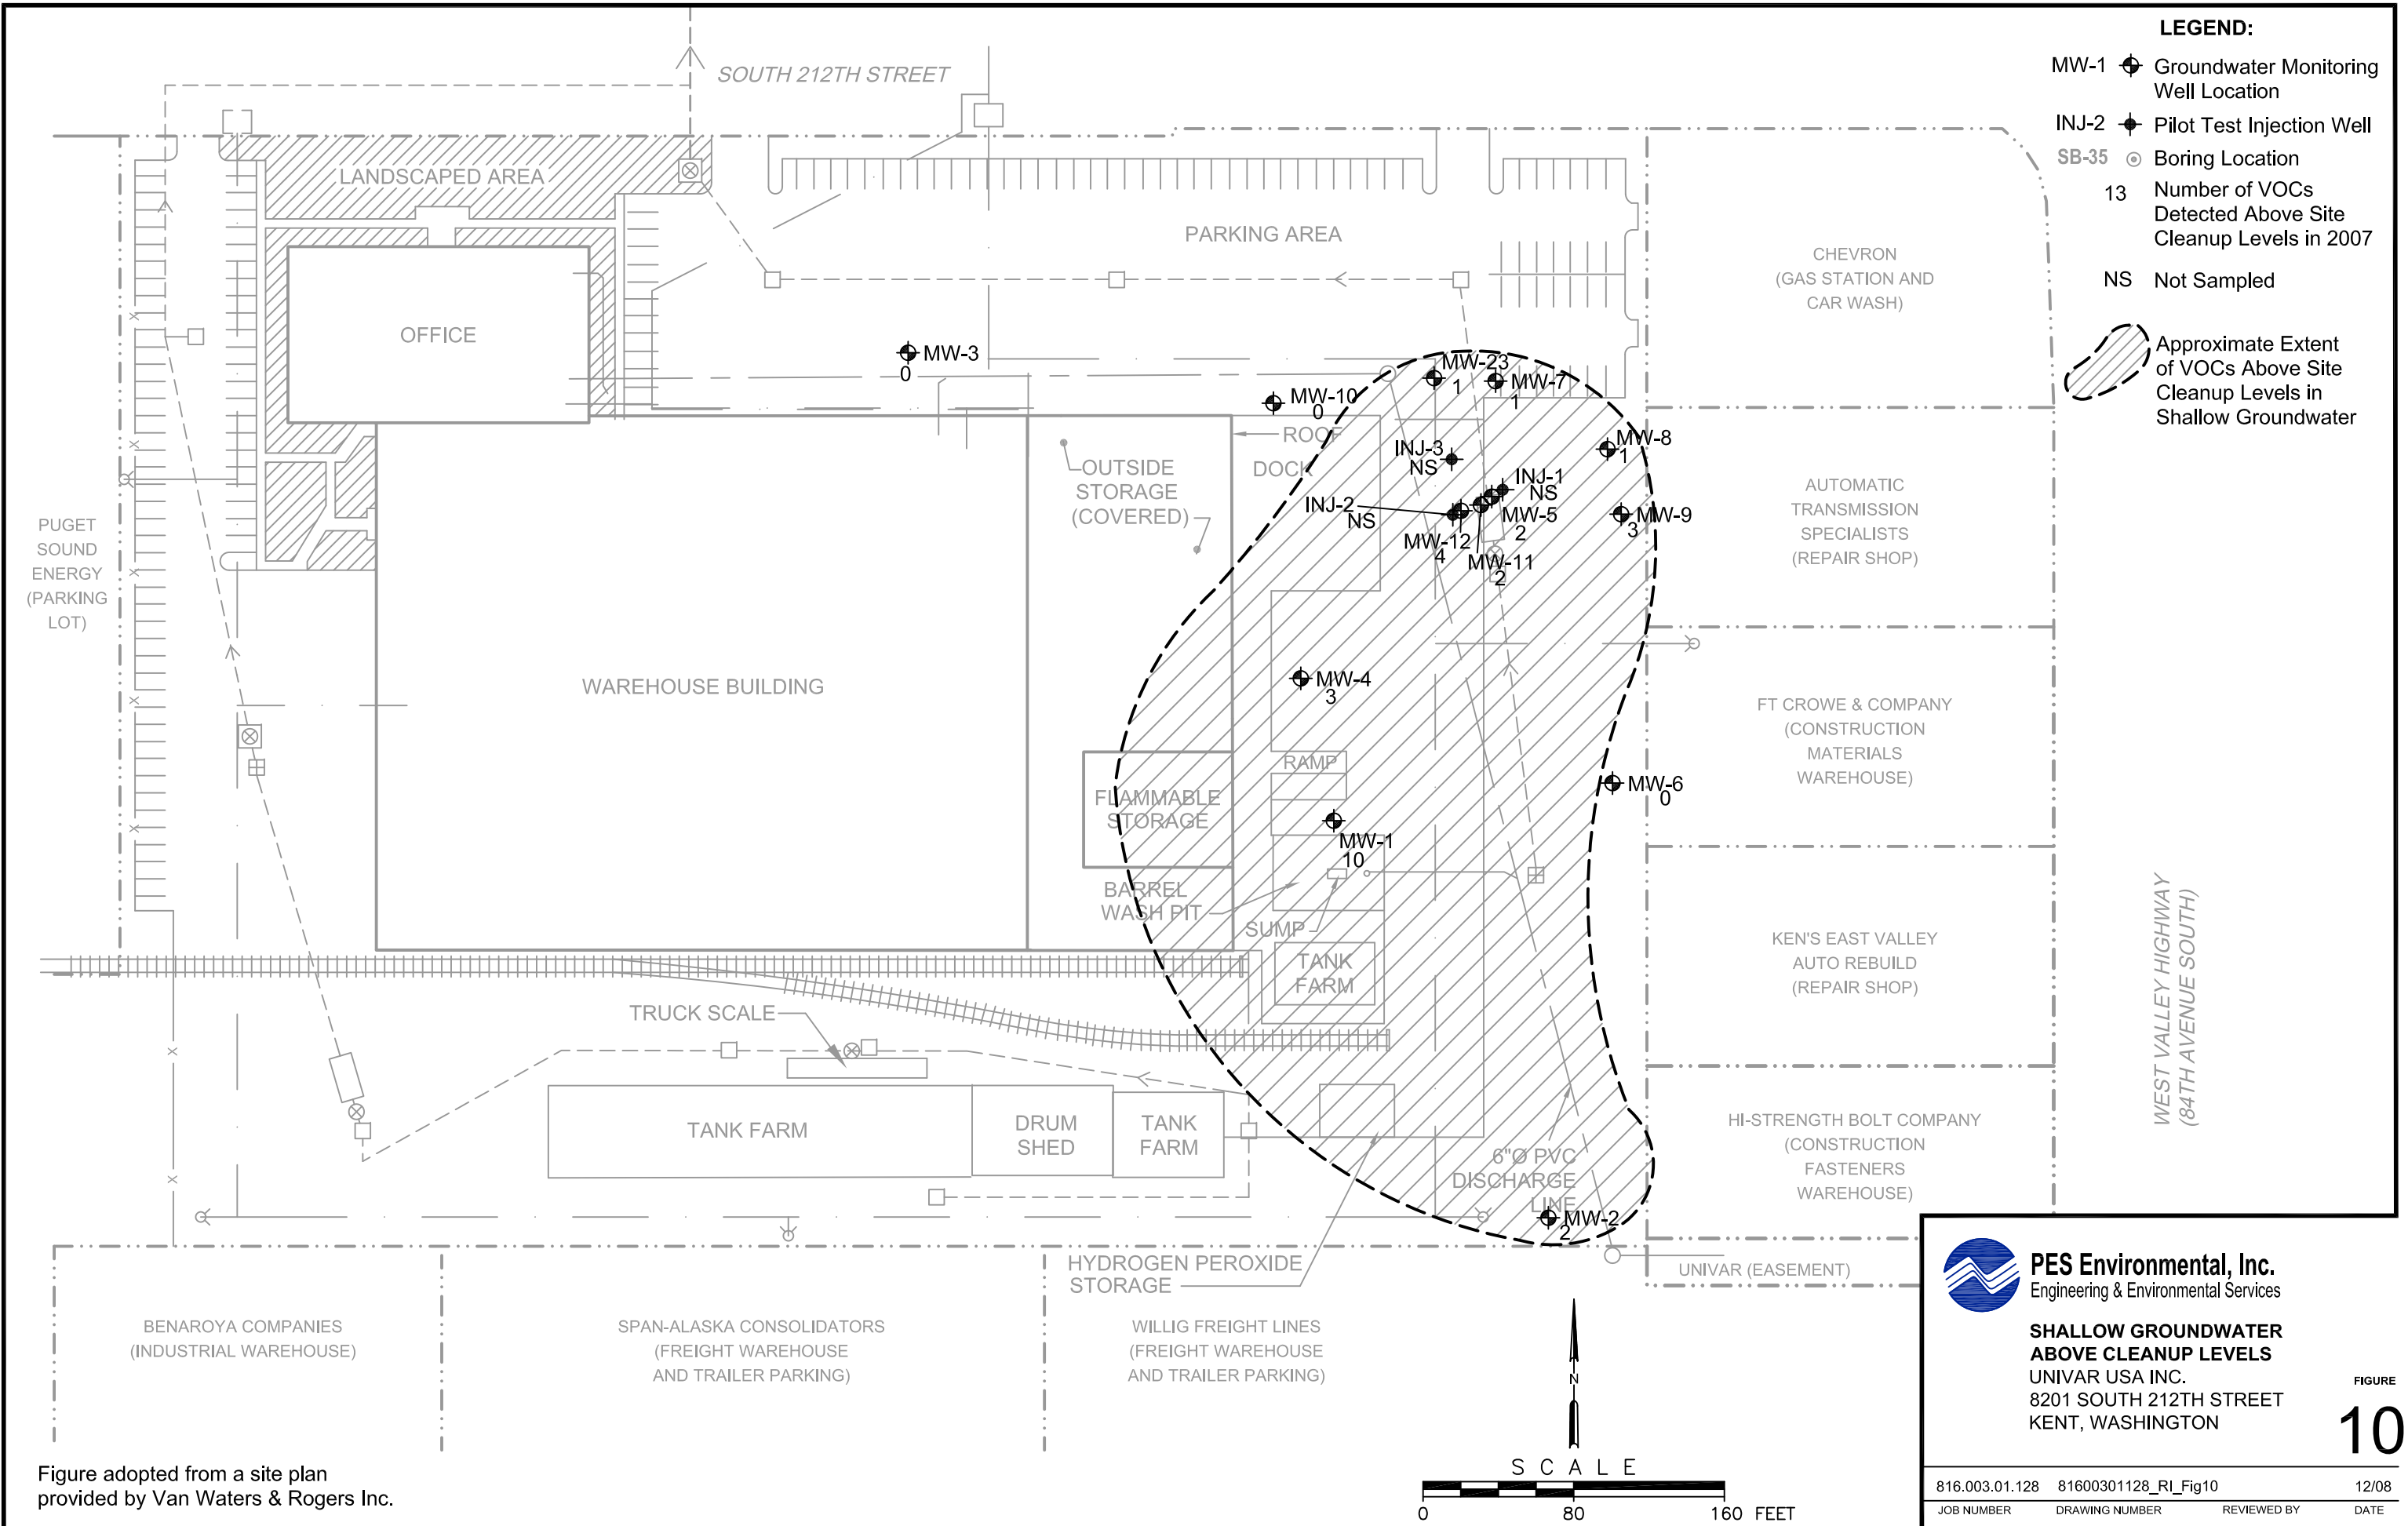 LEGEND:
MW-1 Groundwater Monitoring
Well Location
INJ-2 Pilot Test Injection Well
SB-35 Boring Location
13 Number of VOCs
Detected Above Site
Cleanup Levels in 2007
NS Not Sampled
Approximate Extent
of VOCs Above Site
Cleanup Levels in
Shallow Groundwater
SOUTH 212TH STREET
LANDSCAPED AREA
PARKING AREA
OFFICE
CHEVRON
(GAS STATION AND
CAR WASH)
MW-3
0
MW-23
1
MW-7
1
MW-10
0
ROOF
DOCK
MW-8
1
INJ-3
NS
INJ-1
NS
INJ-2
NS
MW-5
2
MW-9
3
MW-12
4
MW-11
2
OUTSIDE
STORAGE
(COVERED)
AUTOMATIC
TRANSMISSION
SPECIALISTS
(REPAIR SHOP)
PUGET
SOUND
ENERGY
(PARKING
LOT)
WAREHOUSE BUILDING
MW-4
3
FT CROWE & COMPANY
(CONSTRUCTION
MATERIALS
WAREHOUSE)
RAMP
FLAMMABLE
STORAGE
MW-6
0
MW-1
10
BARREL
WASH PIT
SUMP
TANK
FARM
KEN'S EAST VALLEY
AUTO REBUILD
(REPAIR SHOP)
WEST VALLEY HIGHWAY
(84TH AVENUE SOUTH)
TRUCK SCALE
TANK FARM
DRUM
SHED
TANK
FARM
6"Ø PVC
DISCHARGE
LINE
MW-2
2
HI-STRENGTH BOLT COMPANY
(CONSTRUCTION
FASTENERS
WAREHOUSE)
HYDROGEN PEROXIDE
STORAGE
UNIVAR (EASEMENT)
BENAROYA COMPANIES
(INDUSTRIAL WAREHOUSE)
SPAN-ALASKA CONSOLIDATORS
(FREIGHT WAREHOUSE
AND TRAILER PARKING)
WILLIG FREIGHT LINES
(FREIGHT WAREHOUSE
AND TRAILER PARKING)
N
SCALE
0 80 160 FEET
Figure adopted from a site plan
provided by Van Waters & Rogers Inc.
PES Environmental, Inc.
Engineering & Environmental Services
SHALLOW GROUNDWATER
ABOVE CLEANUP LEVELS
UNIVAR USA INC.
8201 SOUTH 212TH STREET
KENT, WASHINGTON
FIGURE
10
816.003.01.128 81600301128_RI_Fig10 12/08
JOB NUMBER DRAWING NUMBER REVIEWED BY DATE